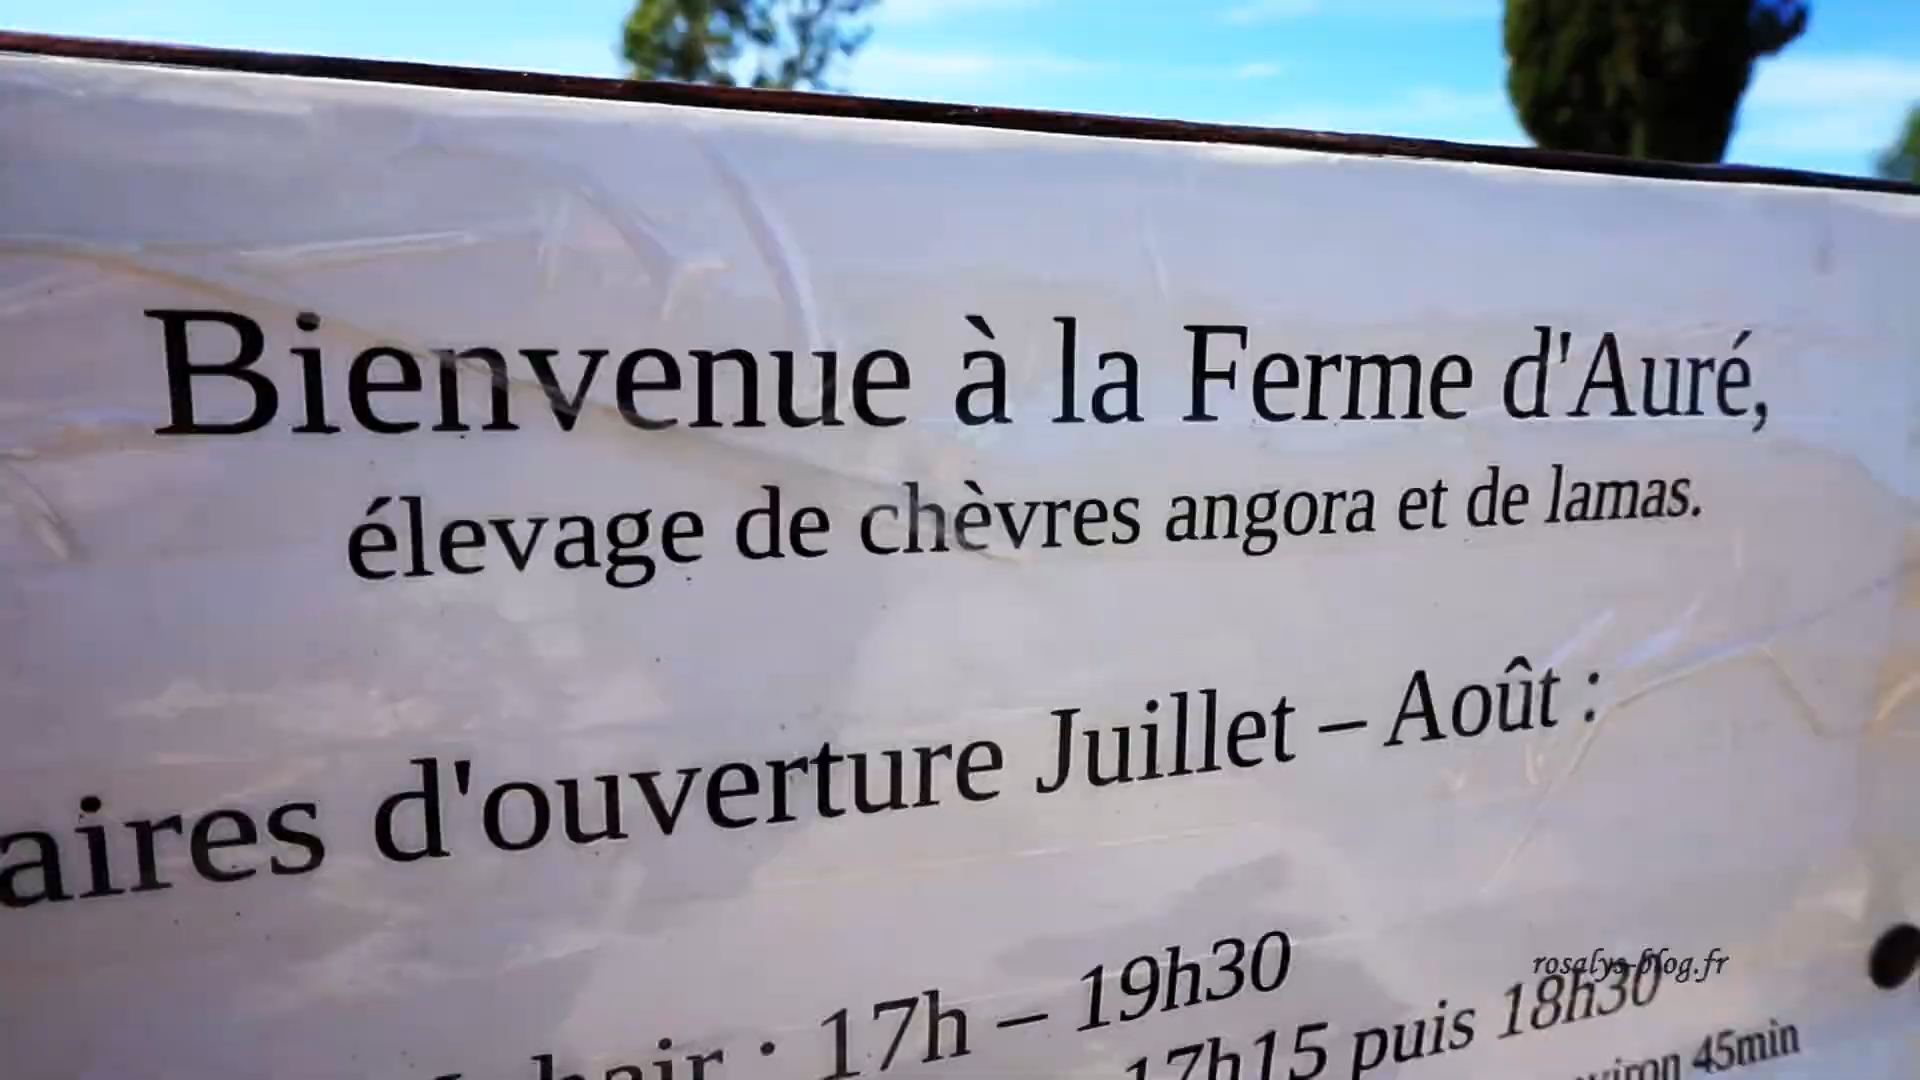 Bienvenue à la Ferme d'Auré,
élevage de chèvres angora et de lamas.
aires d'ouverture Juillet – Août :
17h – 19h30
rosalys-blog.fr
17h15 puis 18h30
45min